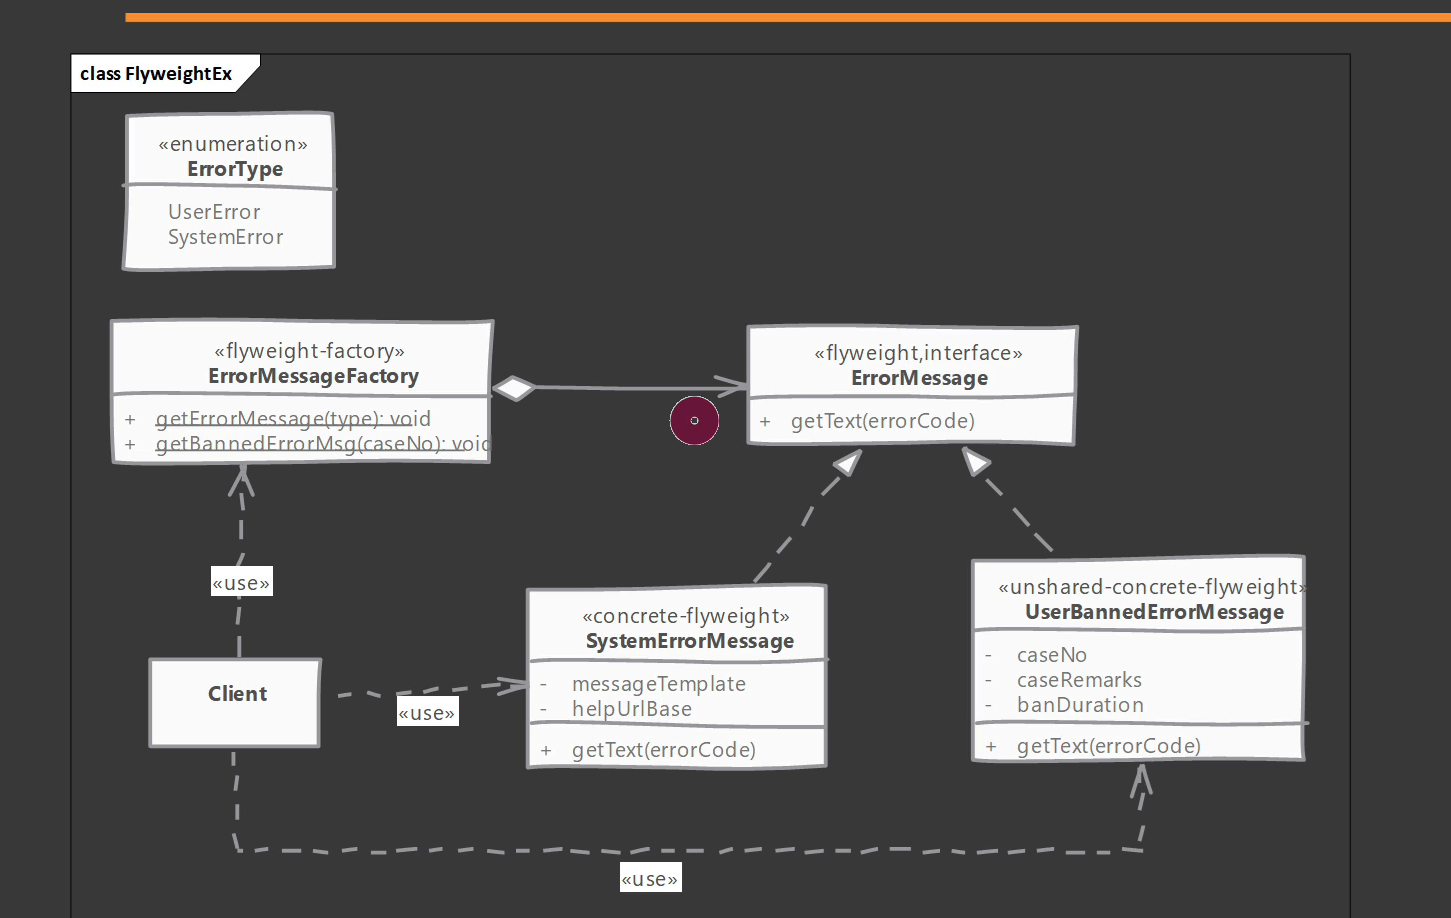 class FlyweightEx
«enumeration»
ErrorType
UserError
SystemError
«flyweight-factory»
ErrorMessageFactory
+ getErrorMessage(type): void
+ getBannedErrorMsg(caseNo): void
«flyweight,interface»
ErrorMessage
+ getText(errorCode)
«use»
Client
«use»
«concrete-flyweight»
SystemErrorMessage
- messageTemplate
- helpUrlBase
+ getText(errorCode)
«unshared-concrete-flyweight»
UserBannedErrorMessage
- caseNo
- caseRemarks
- banDuration
+ getText(errorCode)
«use»